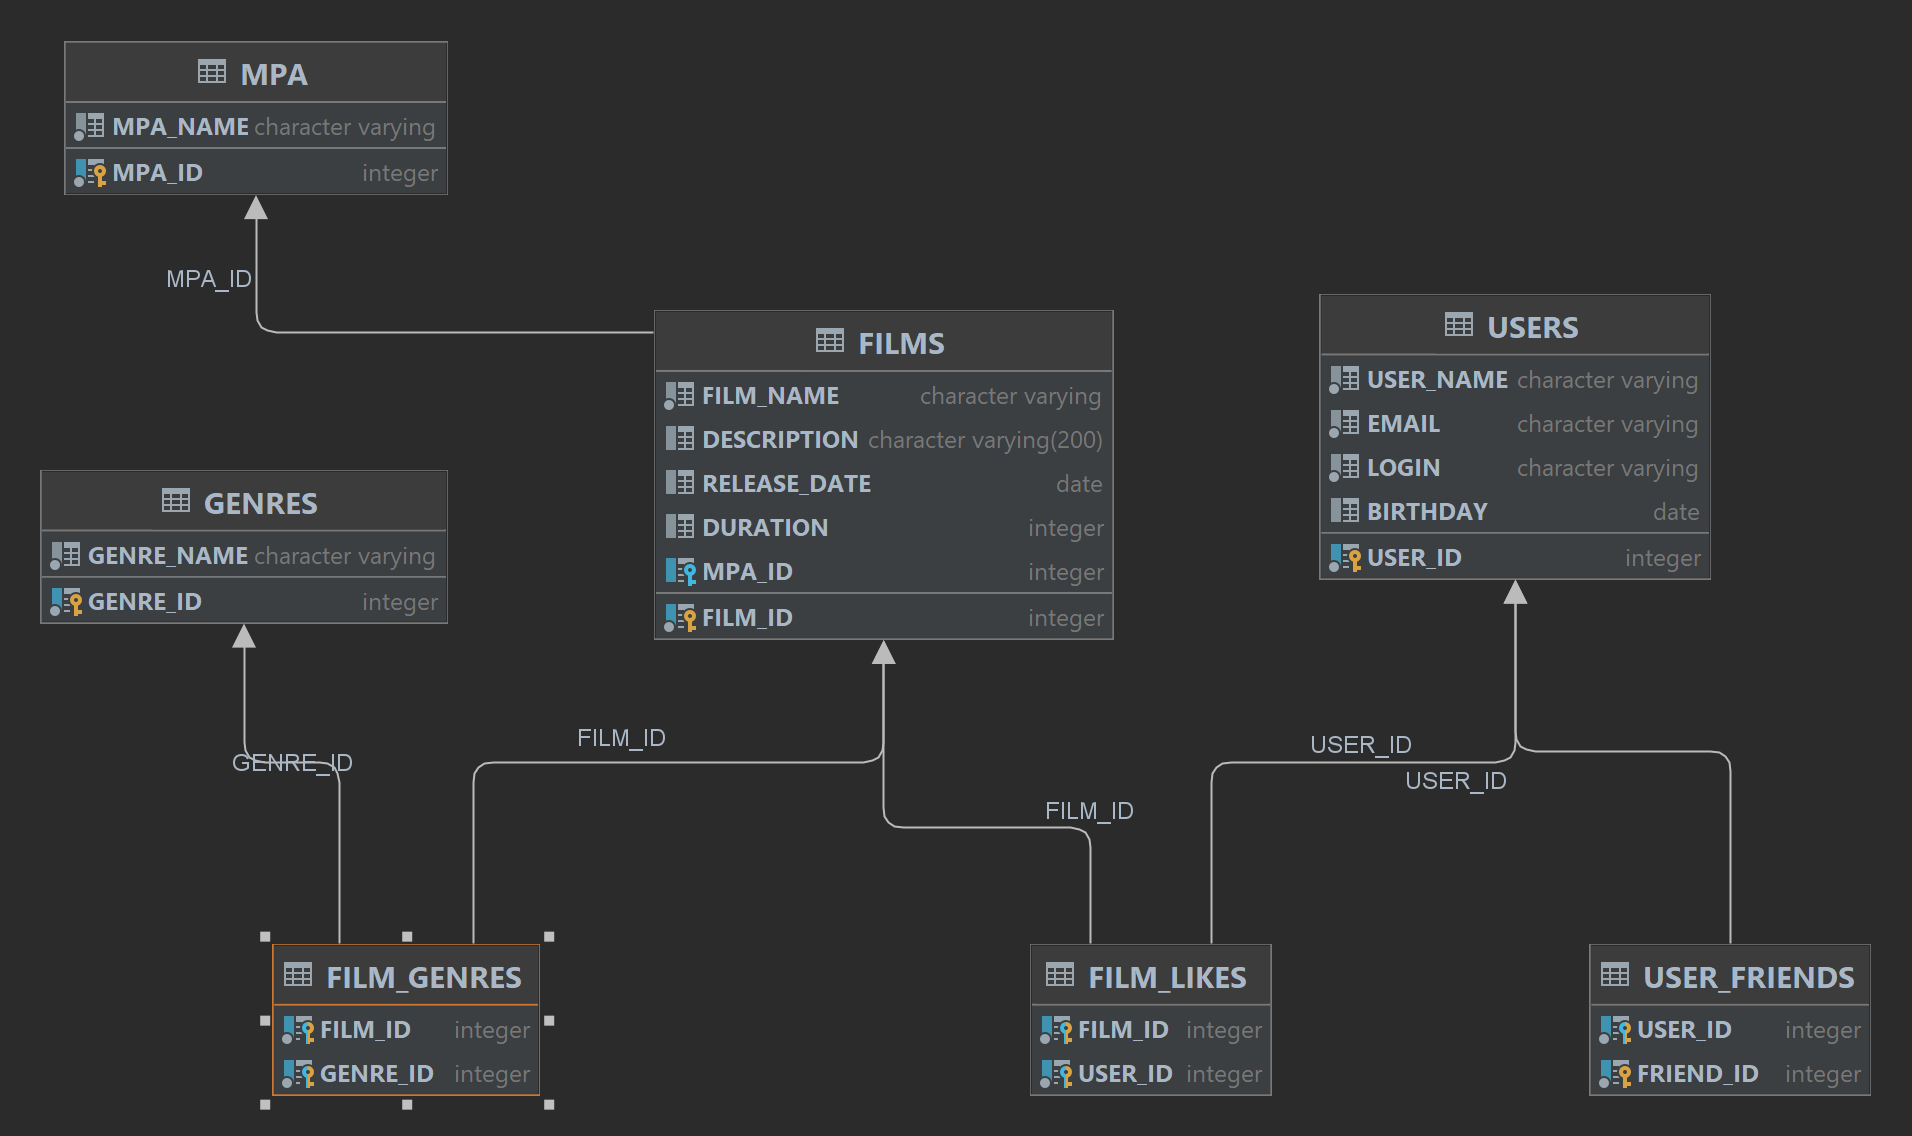 MPA
MPA_NAME character varying
MPA_ID integer
MPA_ID
FILMS
FILM_NAME character varying
DESCRIPTION character varying(200)
RELEASE_DATE date
DURATION integer
MPA_ID integer
FILM_ID integer
USERS
USER_NAME character varying
EMAIL character varying
LOGIN character varying
BIRTHDAY date
USER_ID integer
GENRES
GENRE_NAME character varying
GENRE_ID integer
GENRE_ID
FILM_ID
FILM_ID
USER_ID
USER_ID
FILM_GENRES
FILM_ID integer
GENRE_ID integer
FILM_LIKES
FILM_ID integer
USER_ID integer
USER_FRIENDS
USER_ID integer
FRIEND_ID integer